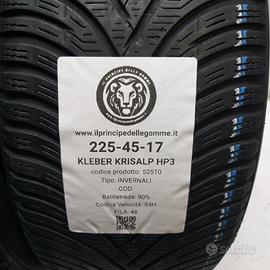 IL PRINCIPE DELLE GOMME
www.ilprincipedellegomme.it
225-45-17
KLEBER KRISALP HP3
codice prodotto: 52510
Tipo: INVERNALI
COD.
Battistrada: 90%
Codice Velocità: 94H
FILA: 46
subito